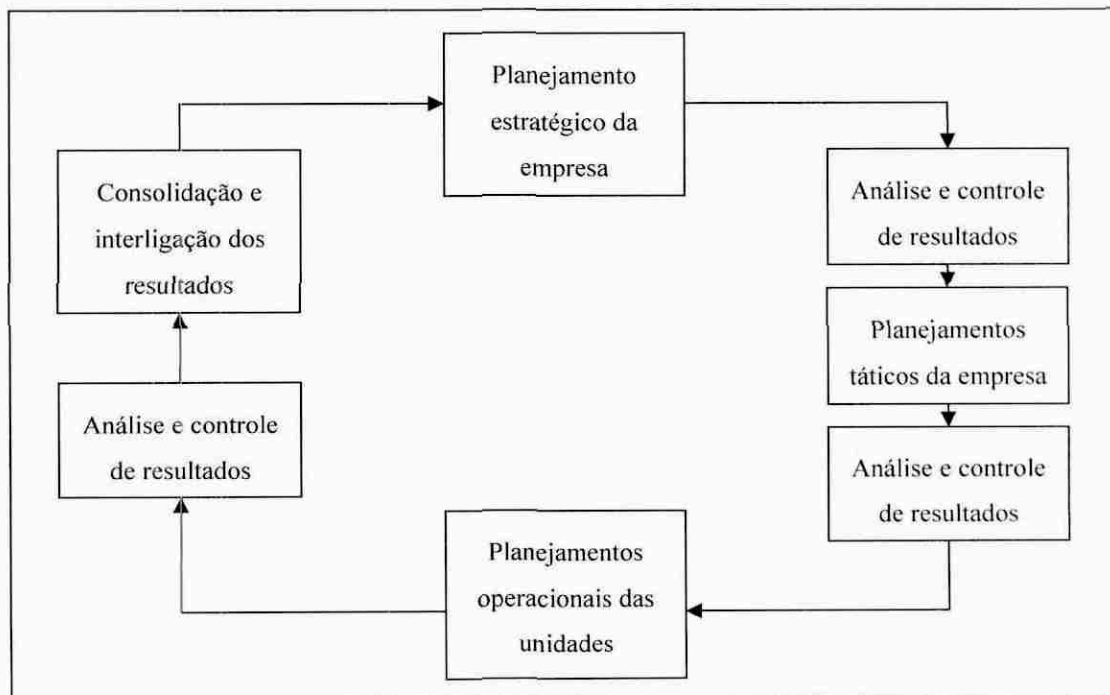 Planejamento
estratégico da
empresa
Análise e controle
de resultados
Planejamentos
táticos da empresa
Análise e controle
de resultados
Planejamentos
operacionais das
unidades
Análise e controle
de resultados
Consolidação e
interligação dos
resultados